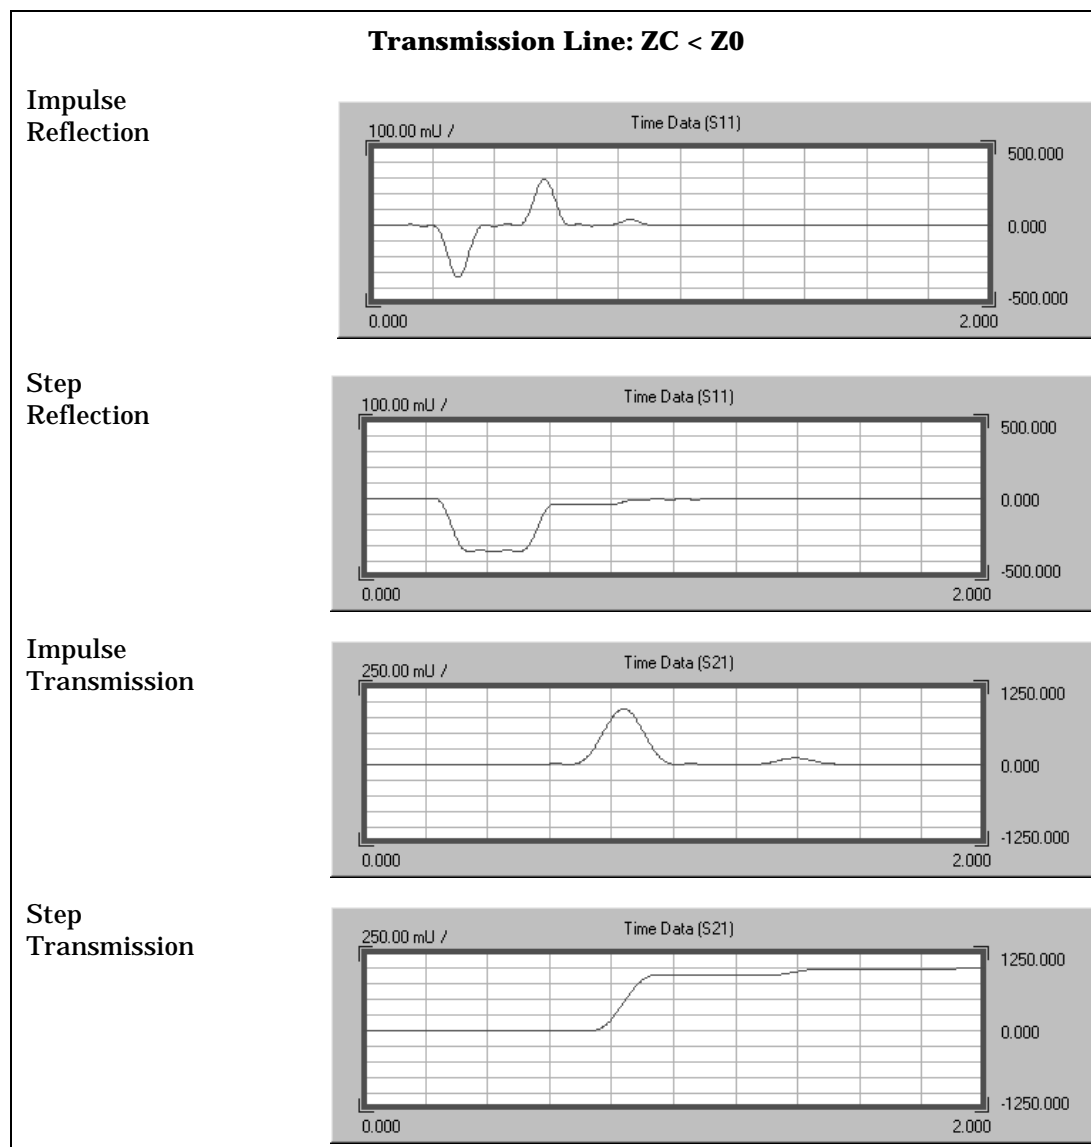 Transmission Line: ZC < Z0
Impulse
Reflection
100.00 mU /
Time Data (S11)
500.000
0.000
-500.000
0.000
2.000
Step
Reflection
100.00 mU /
Time Data (S11)
500.000
0.000
-500.000
0.000
2.000
Impulse
Transmission
250.00 mU /
Time Data (S21)
1250.000
0.000
-1250.000
0.000
2.000
Step
Transmission
250.00 mU /
Time Data (S21)
1250.000
0.000
-1250.000
0.000
2.000